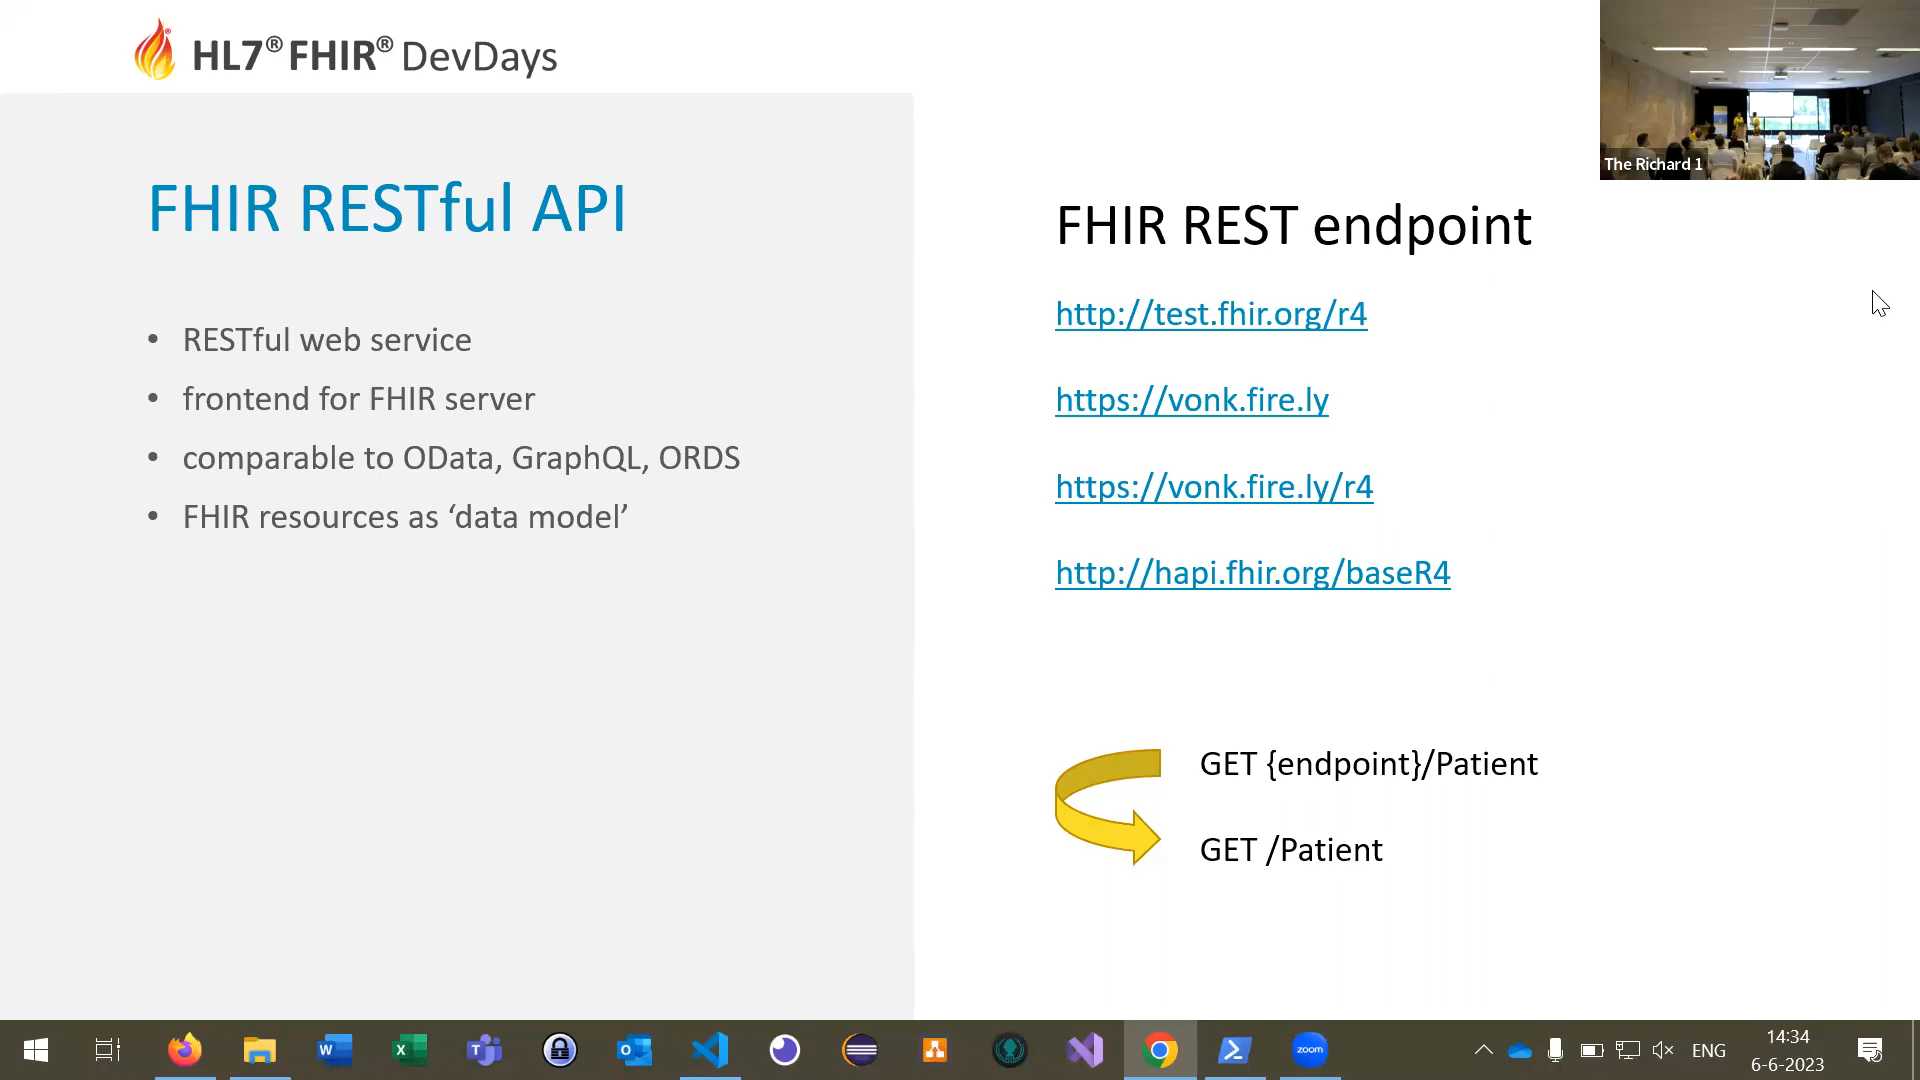 HL7® FHIR® DevDays
The Richard 1
FHIR RESTful API
• RESTful web service
• frontend for FHIR server
• comparable to OData, GraphQL, ORDS
• FHIR resources as ‘data model’
FHIR REST endpoint
http://test.fhir.org/r4
https://vonk.fire.ly
https://vonk.fire.ly/r4
http://hapi.fhir.org/baseR4
GET {endpoint}/Patient
GET /Patient
zoom
ENG
14:34
6-6-2023